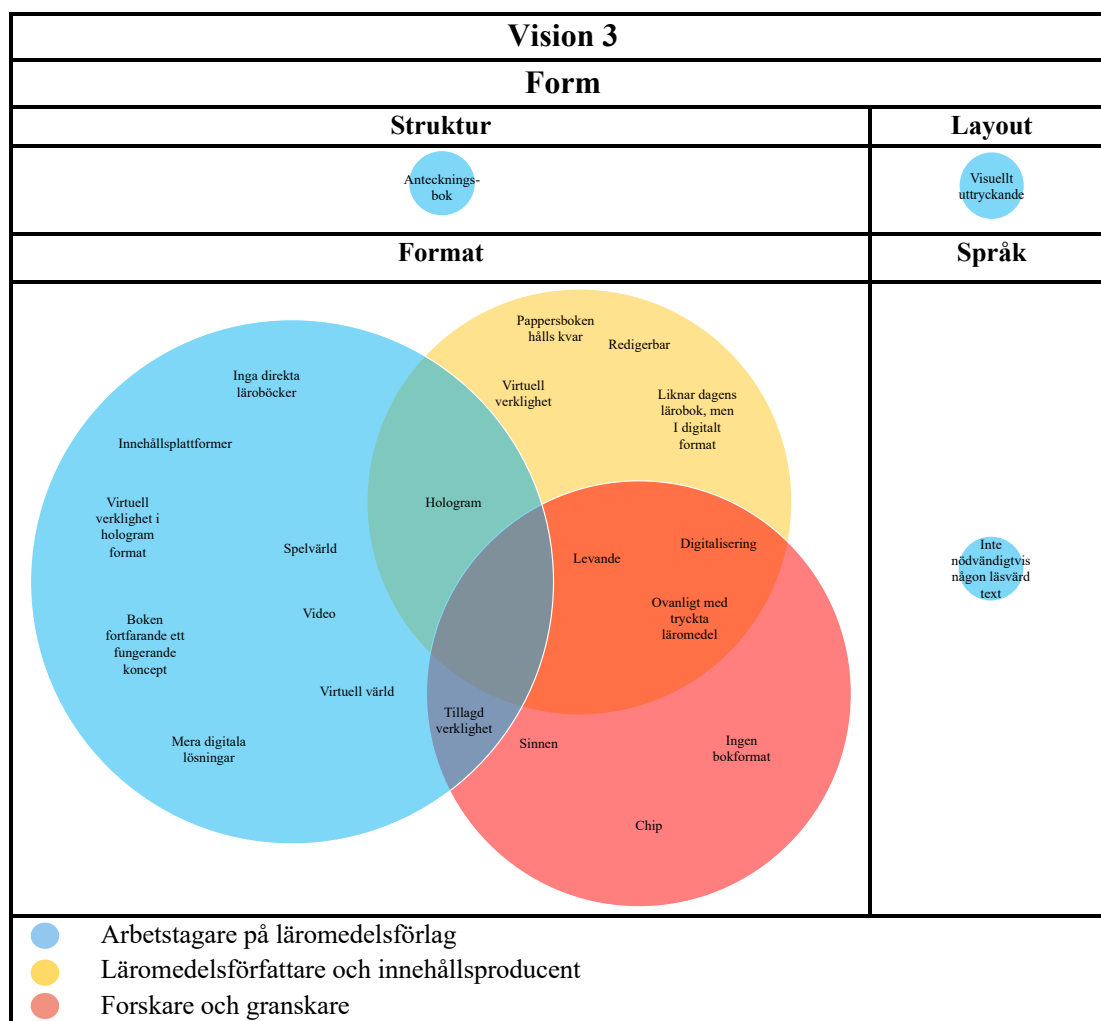 Vision 3
Form
Struktur
Layout
Antecknings-
bok
Visuellt
uttryckande
Format
Språk
Pappersboken
hålls kvar
Redigerbar
Inga direkta
läroböcker
Virtuell
verklighet
Liknar dagens
lärobok, men
I digitalt
format
Innehållsplattformer
Virtuell
verklighet i
hologram
format
Hologram
Spelvärld
Levande
Digitalisering
Inte
nödvändigtvis
någon läsvärd
text
Video
Ovanligt med
tryckta
läromedel
Boken
fortfarande ett
fungerande
koncept
Virtuell värld
Tillagd
verklighet
Mera digitala
lösningar
Sinnen
Ingen
bokformat
Chip
Arbetstagare på läromedelsförlag
Läromedelsförfattare och innehållsproducent
Forskare och granskare